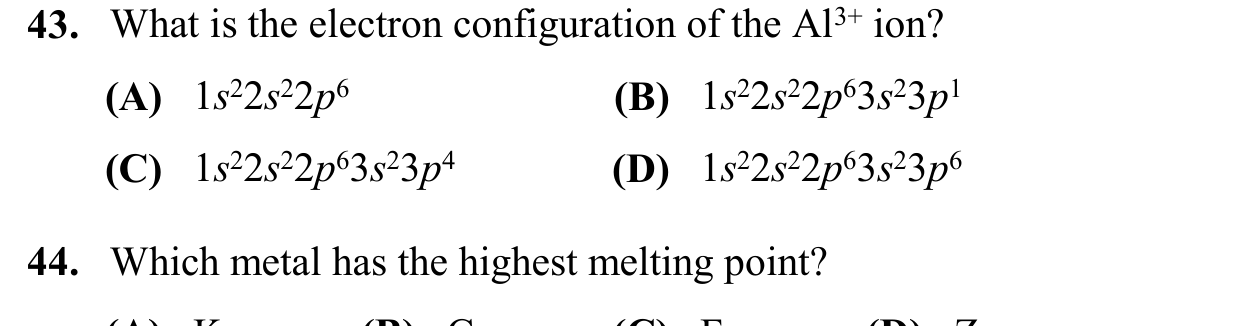 43. What is the electron configuration of the Al³⁺ ion?
(A) 1s²2s²2p⁶ (B) 1s²2s²2p⁶3s²3p¹
(C) 1s²2s²2p⁶3s²3p⁴ (D) 1s²2s²2p⁶3s²3p⁶
44. Which metal has the highest melting point?